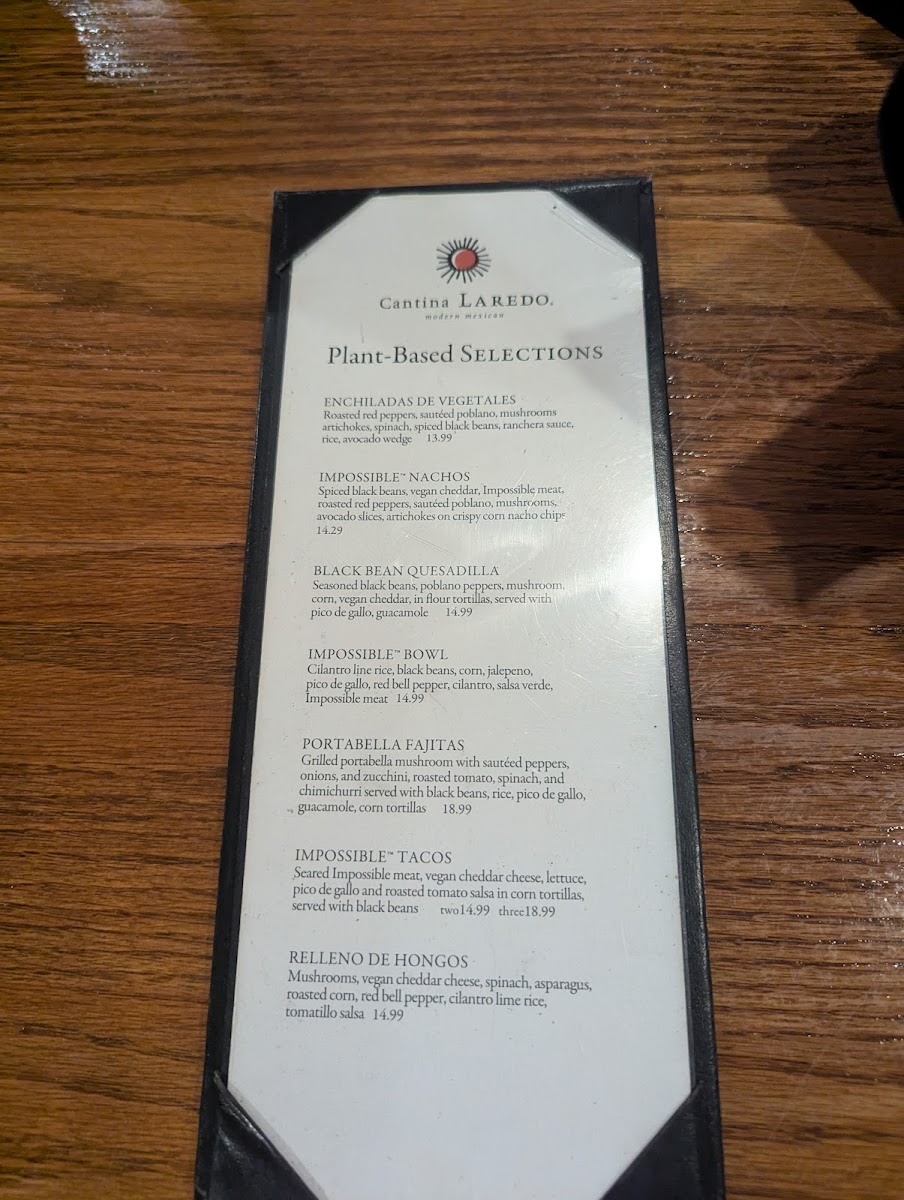 Cantina LAREDO.
modern mexican
Plant-Based SELECTIONS
ENCHILADAS DE VEGETALES
Roasted red peppers, sautéed poblano, mushrooms
artichokes, spinach, spiced black beans, ranchera sauce,
rice, avocado wedge 13.99
IMPOSSIBLE™ NACHOS
Spiced black beans, vegan cheddar, Impossible meat,
roasted red peppers, sautéed poblano, mushrooms,
avocado slices, artichokes on crispy corn nacho chips
14.29
BLACK BEAN QUESADILLA
Seasoned black beans, poblano peppers, mushroom,
corn, vegan cheddar, in flour tortillas, served with
pico de gallo, guacamole 14.99
IMPOSSIBLE™ BOWL
Cilantro line rice, black beans, corn, jalepeno,
pico de gallo, red bell pepper, cilantro, salsa verde,
Impossible meat 14.99
PORTABELLA FAJITAS
Grilled portabella mushroom with sautéed peppers,
onions, and zucchini, roasted tomato, spinach, and
chimichurri served with black beans, rice, pico de gallo,
guacamole, corn tortillas 18.99
IMPOSSIBLE™ TACOS
Seared Impossible meat, vegan cheddar cheese, lettuce,
pico de gallo and roasted tomato salsa in corn tortillas,
served with black beans two 14.99 three 18.99
RELLENO DE HONGOS
Mushrooms, vegan cheddar cheese, spinach, asparagus,
roasted corn, red bell pepper, cilantro lime rice,
tomatillo salsa 14.99